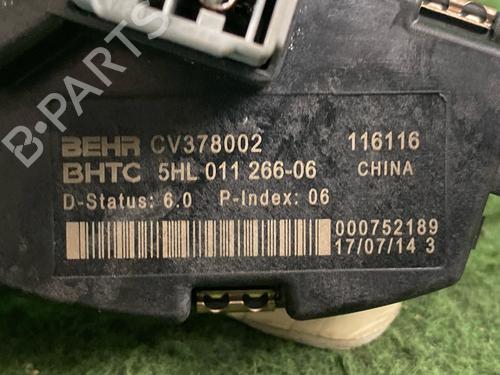 BEHR CV378002 116116
BHTC 5HL 011 266-06 CHINA
D-Status: 6.0 P-Index: 06
000752189
17/07/14 3
B-PARTS